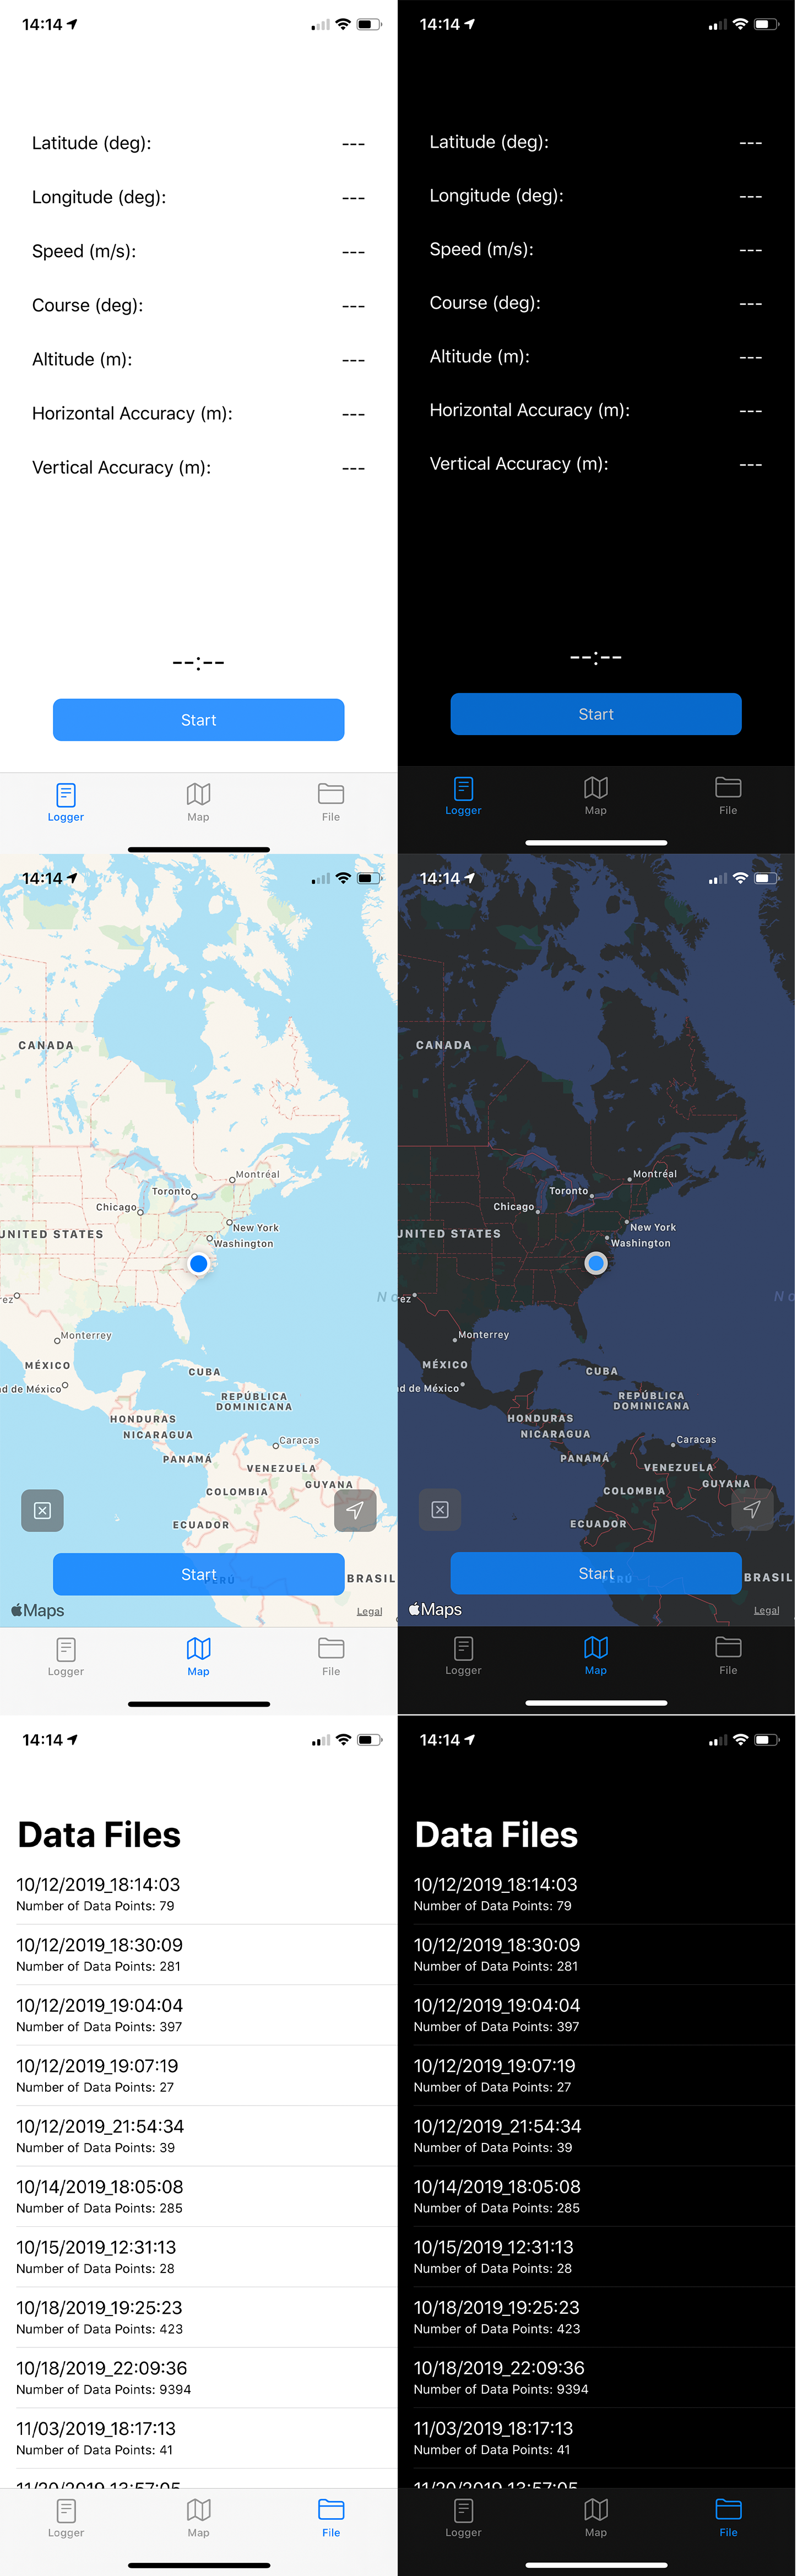 14:14
Latitude (deg): ---
Longitude (deg): ---
Speed (m/s): ---
Course (deg): ---
Altitude (m): ---
Horizontal Accuracy (m): ---
Vertical Accuracy (m): ---
--:--
Start
Logger Map File
14:14
Latitude (deg): ---
Longitude (deg): ---
Speed (m/s): ---
Course (deg): ---
Altitude (m): ---
Horizontal Accuracy (m): ---
Vertical Accuracy (m): ---
--:--
Start
Logger Map File
14:14
CANADA
Montréal
Toronto
Chicago
New York
UNITED STATES
Washington
Monterrey
MÉXICO
CUBA
ad de México
REPÚBLICA
DOMINICANA
HONDURAS
NICARAGUA
Caracas
PANAMÁ
VENEZUELA
GUYANA
COLOMBIA
ECUADOR
Start
PERÚ
BRASIL
Maps
Legal
Logger Map File
14:14
CANADA
Montréal
Toronto
Chicago
New York
UNITED STATES
Washington
Monterrey
MÉXICO
CUBA
ad de México
REPÚBLICA
DOMINICANA
HONDURAS
NICARAGUA
Caracas
PANAMÁ
VENEZUELA
GUYANA
COLOMBIA
ECUADOR
Start
PERÚ
BRASIL
Maps
Legal
Logger Map File
14:14
Data Files
10/12/2019_18:14:03
Number of Data Points: 79
10/12/2019_18:30:09
Number of Data Points: 281
10/12/2019_19:04:04
Number of Data Points: 397
10/12/2019_19:07:19
Number of Data Points: 27
10/12/2019_21:54:34
Number of Data Points: 39
10/14/2019_18:05:08
Number of Data Points: 285
10/15/2019_12:31:13
Number of Data Points: 28
10/18/2019_19:25:23
Number of Data Points: 423
10/18/2019_22:09:36
Number of Data Points: 9394
11/03/2019_18:17:13
Number of Data Points: 41
Logger Map File
14:14
Data Files
10/12/2019_18:14:03
Number of Data Points: 79
10/12/2019_18:30:09
Number of Data Points: 281
10/12/2019_19:04:04
Number of Data Points: 397
10/12/2019_19:07:19
Number of Data Points: 27
10/12/2019_21:54:34
Number of Data Points: 39
10/14/2019_18:05:08
Number of Data Points: 285
10/15/2019_12:31:13
Number of Data Points: 28
10/18/2019_19:25:23
Number of Data Points: 423
10/18/2019_22:09:36
Number of Data Points: 9394
11/03/2019_18:17:13
Number of Data Points: 41
Logger Map File